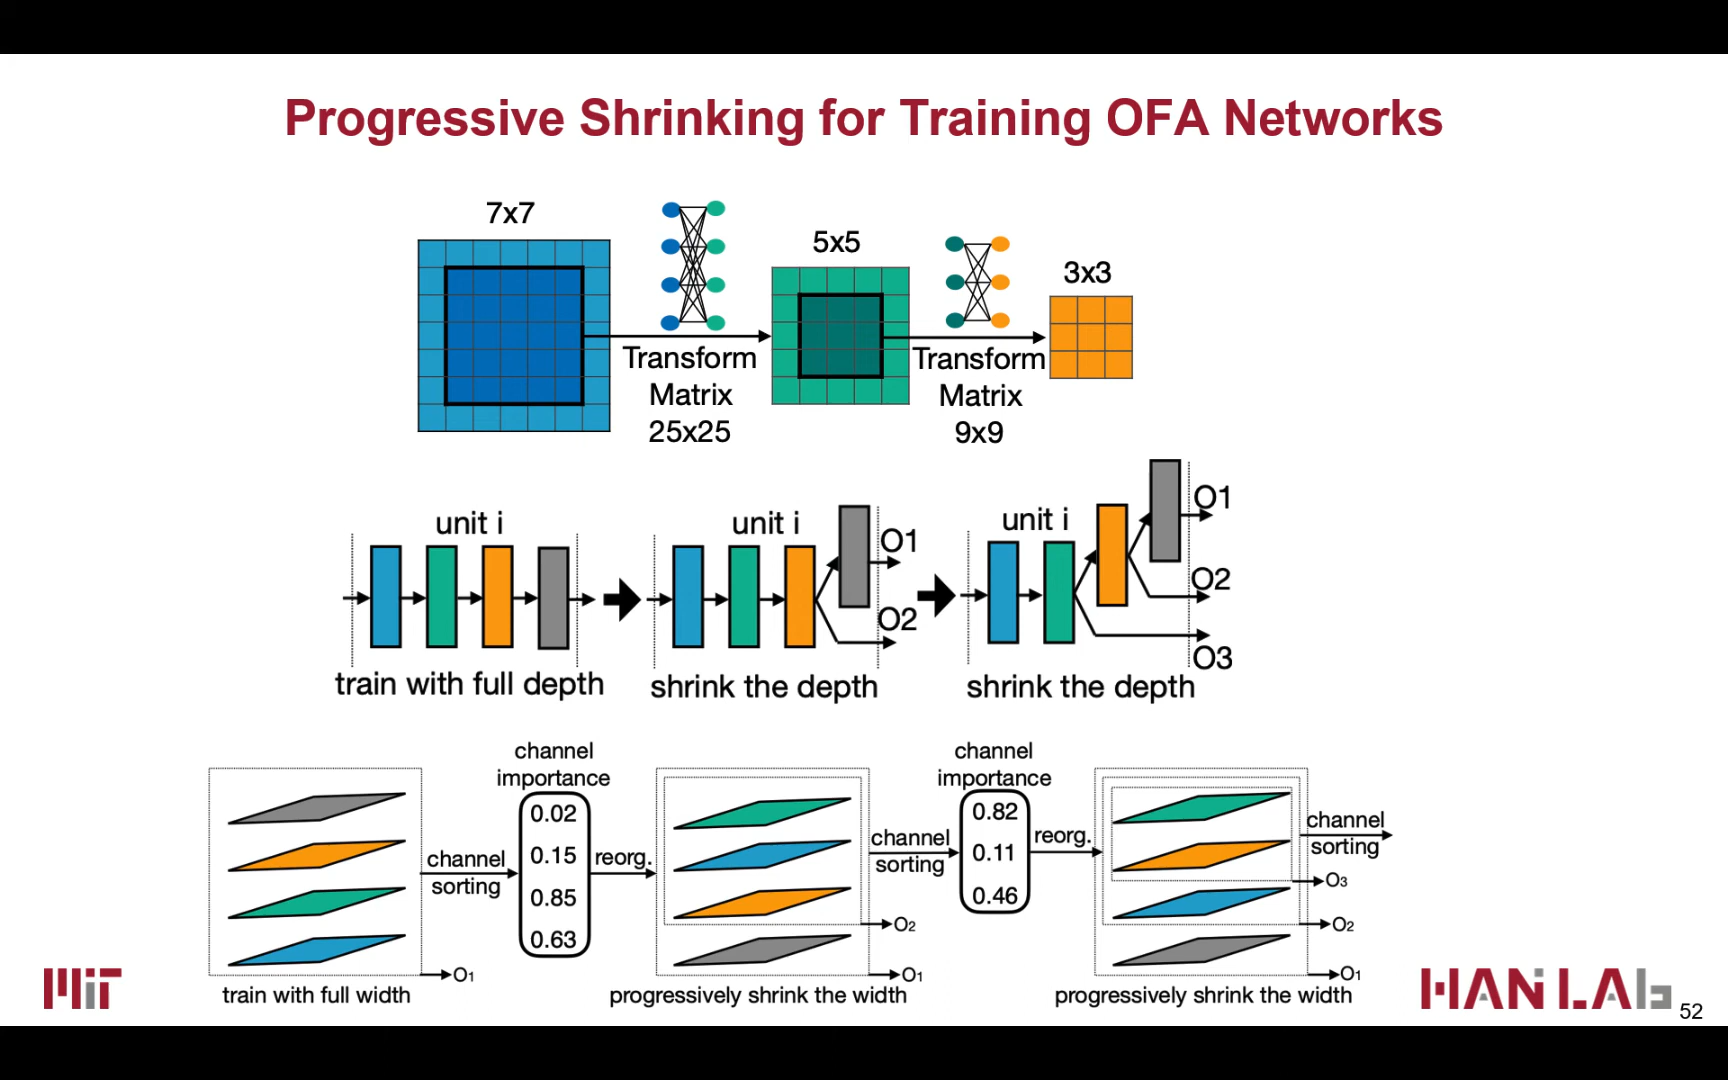 Progressive Shrinking for Training OFA Networks
7x7
5x5
3x3
Transform
Matrix
25x25
Transform
Matrix
9x9
unit i
O1
O2
unit i
unit i
O1
O2
O3
train with full depth
shrink the depth
shrink the depth
channel
importance
0.02
0.15
0.85
0.63
channel
sorting
reorg.
O1
train with full width
channel
importance
0.82
0.11
0.46
channel
sorting
reorg.
O2
O1
progressively shrink the width
channel
sorting
O3
O2
O1
progressively shrink the width
MIT
HAN LAb
52